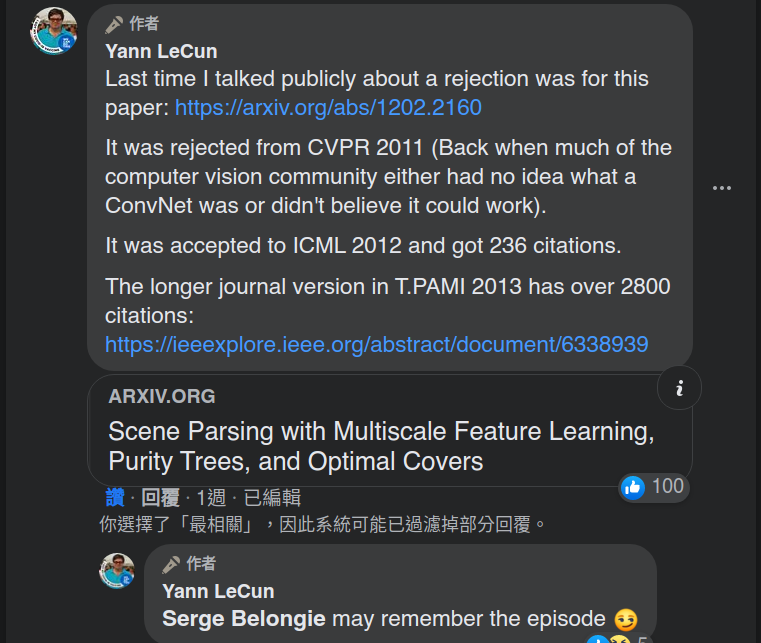 作者
Yann LeCun
Last time I talked publicly about a rejection was for this
paper: https://arxiv.org/abs/1202.2160
It was rejected from CVPR 2011 (Back when much of the
computer vision community either had no idea what a
ConvNet was or didn't believe it could work).
It was accepted to ICML 2012 and got 236 citations.
The longer journal version in T.PAMI 2013 has over 2800
citations:
https://ieeexplore.ieee.org/abstract/document/6338939
ARXIV.ORG
Scene Parsing with Multiscale Feature Learning,
Purity Trees, and Optimal Covers
100
讚 · 回覆 · 1週 · 已編輯
你選擇了「最相關」，因此系統可能已過濾掉部分回覆。
作者
Yann LeCun
Serge Belongie may remember the episode 😏
5